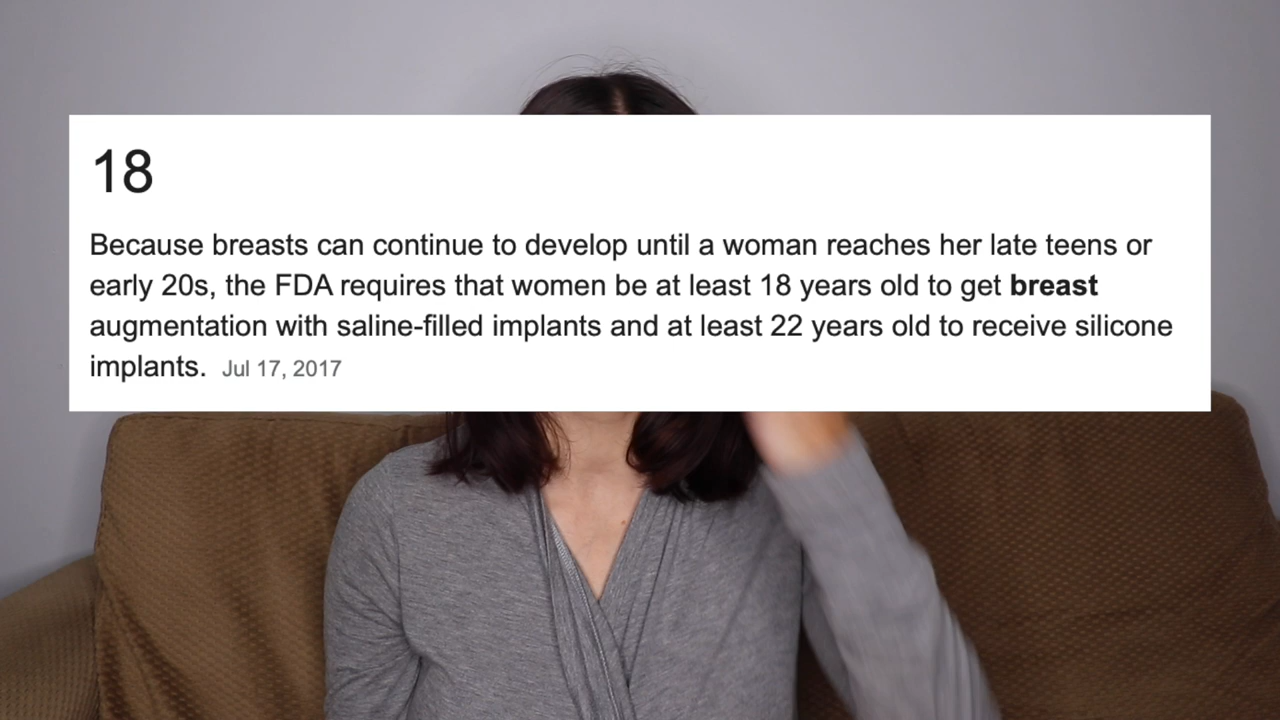 18
Because breasts can continue to develop until a woman reaches her late teens or
early 20s, the FDA requires that women be at least 18 years old to get breast
augmentation with saline-filled implants and at least 22 years old to receive silicone
implants. Jul 17, 2017